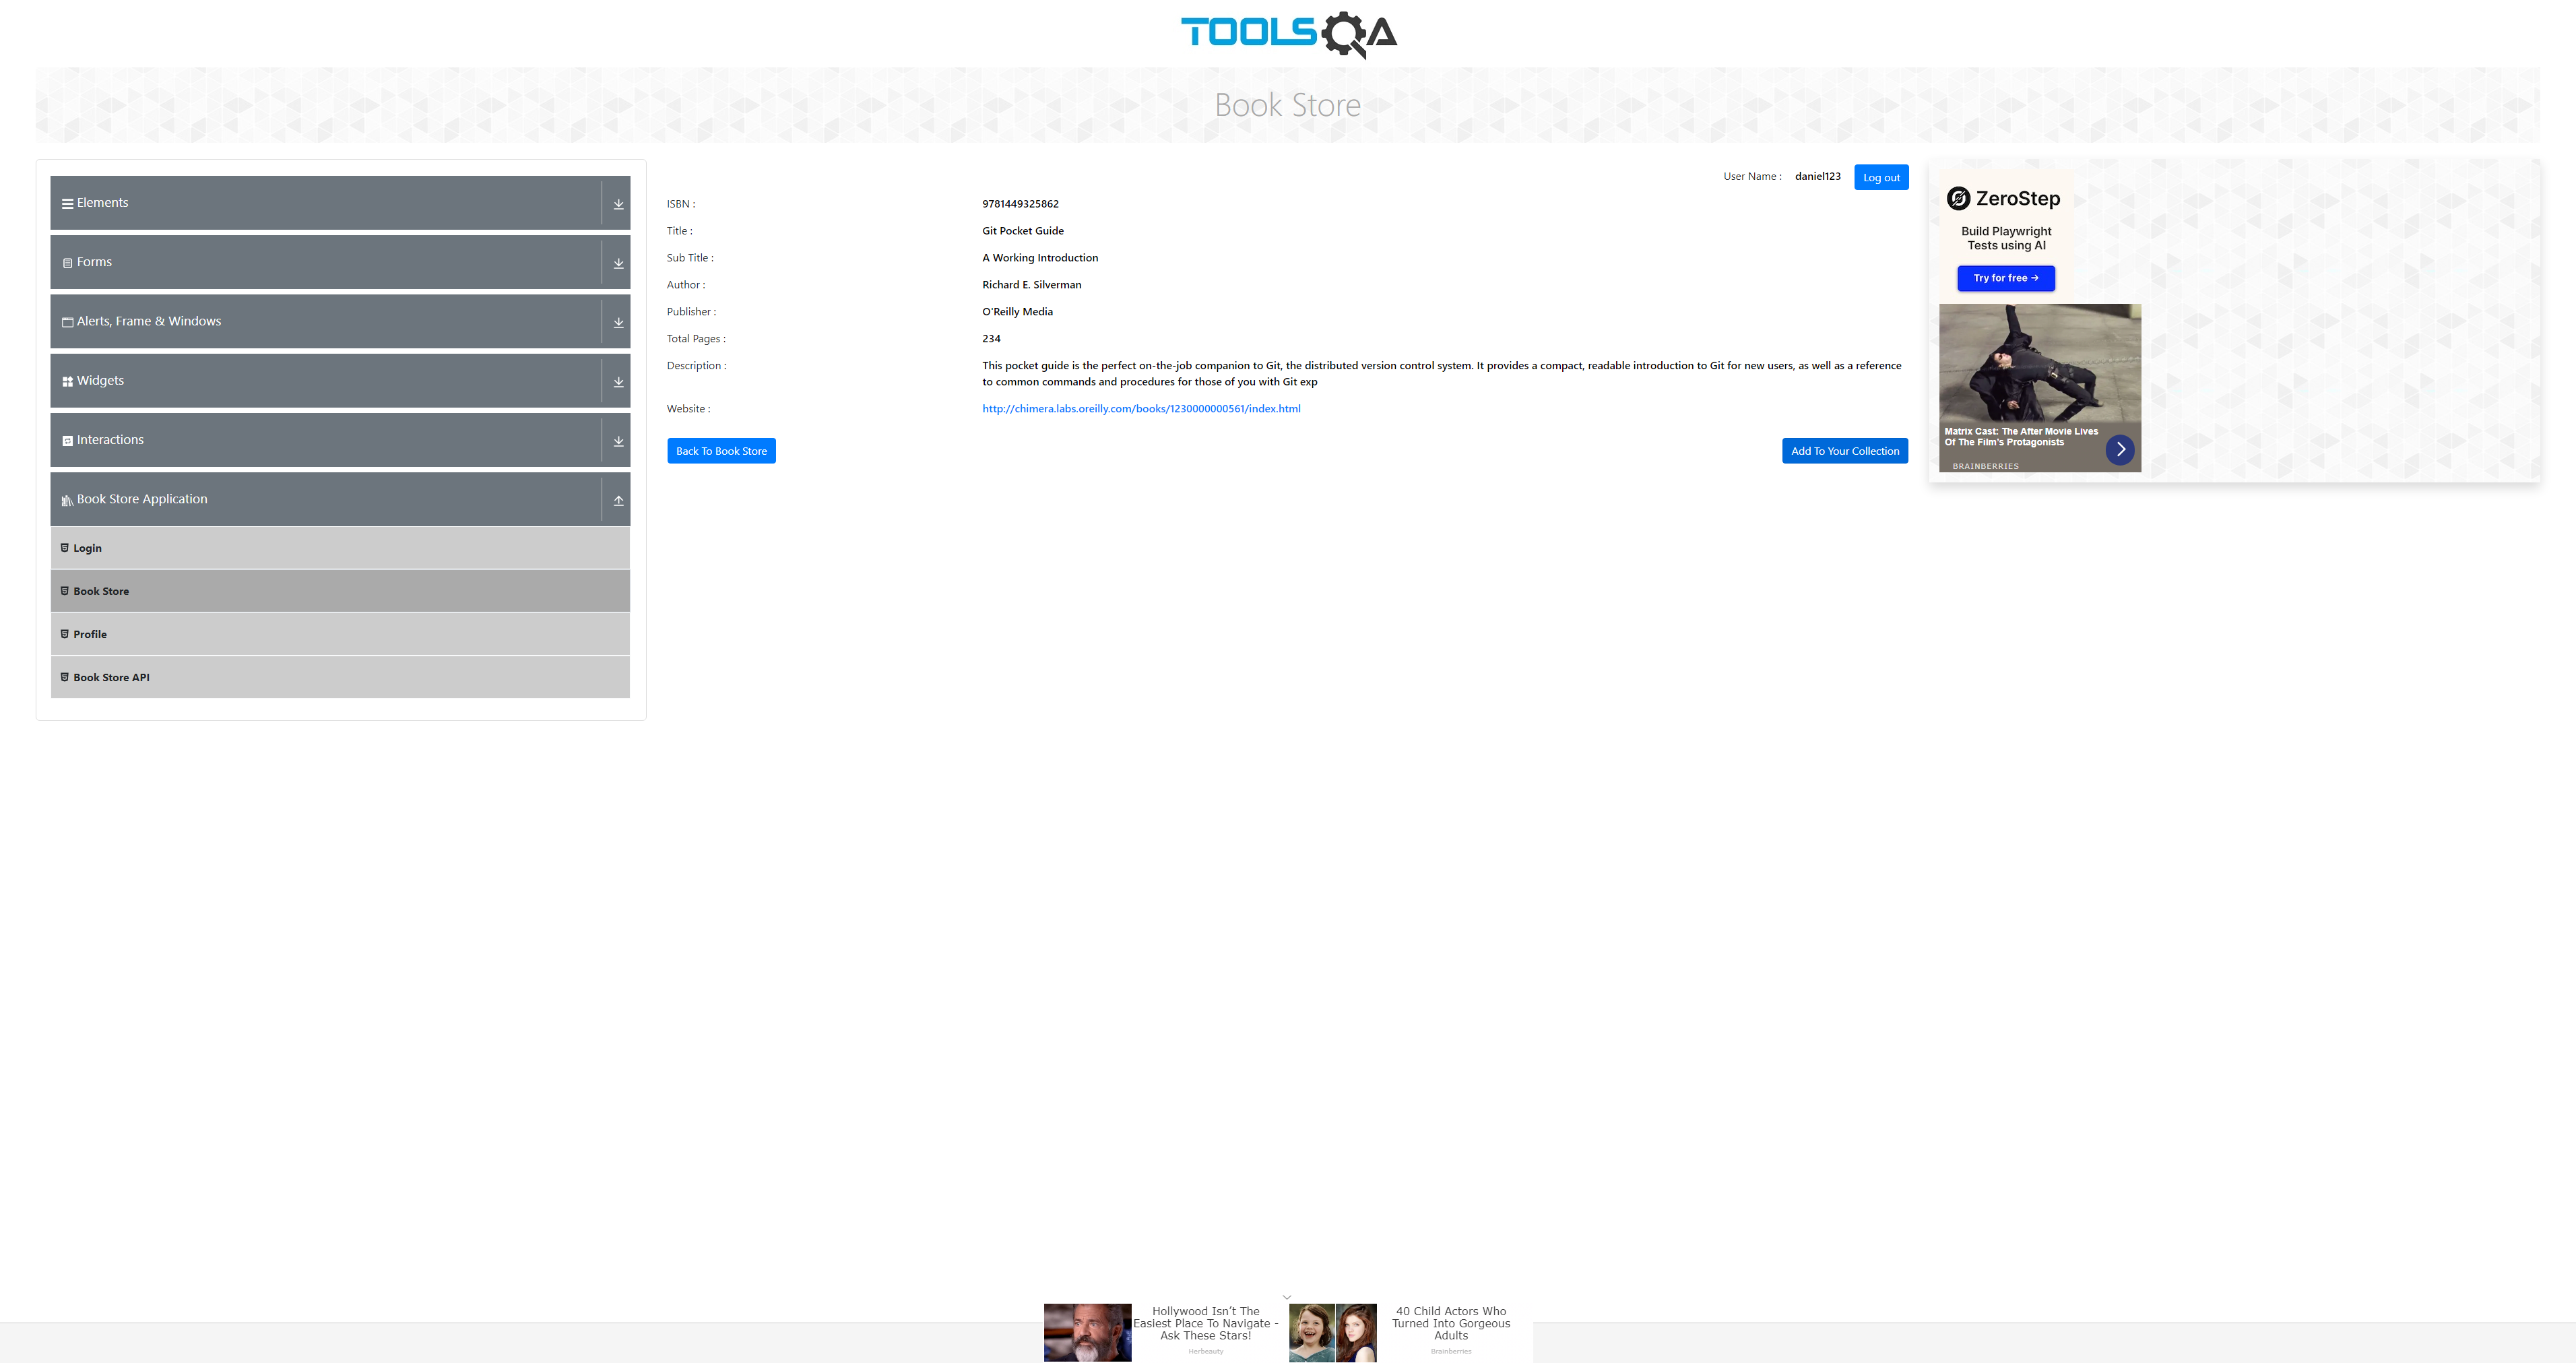 TOOLSQA
Book Store
Elements
Forms
Alerts, Frame & Windows
Widgets
Interactions
Book Store Application
Login
Book Store
Profile
Book Store API
User Name : daniel123 Log out
ISBN : 9781449325862
Title : Git Pocket Guide
Sub Title : A Working Introduction
Author : Richard E. Silverman
Publisher : O'Reilly Media
Total Pages : 234
Description : This pocket guide is the perfect on-the-job companion to Git, the distributed version control system. It provides a compact, readable introduction to Git for new users, as well as a reference
to common commands and procedures for those of you with Git exp
Website : http://chimera.labs.oreilly.com/books/1230000000561/index.html
Back To Book Store Add To Your Collection
ZeroStep
Build Playwright
Tests using AI
Try for free →
Matrix Cast: The After Movie Lives
Of The Film's Protagonists
BRAINBERRIES
Hollywood Isn't The
Easiest Place To Navigate -
Ask These Stars!
Herbeauty
40 Child Actors Who
Turned Into Gorgeous
Adults
Brainberries